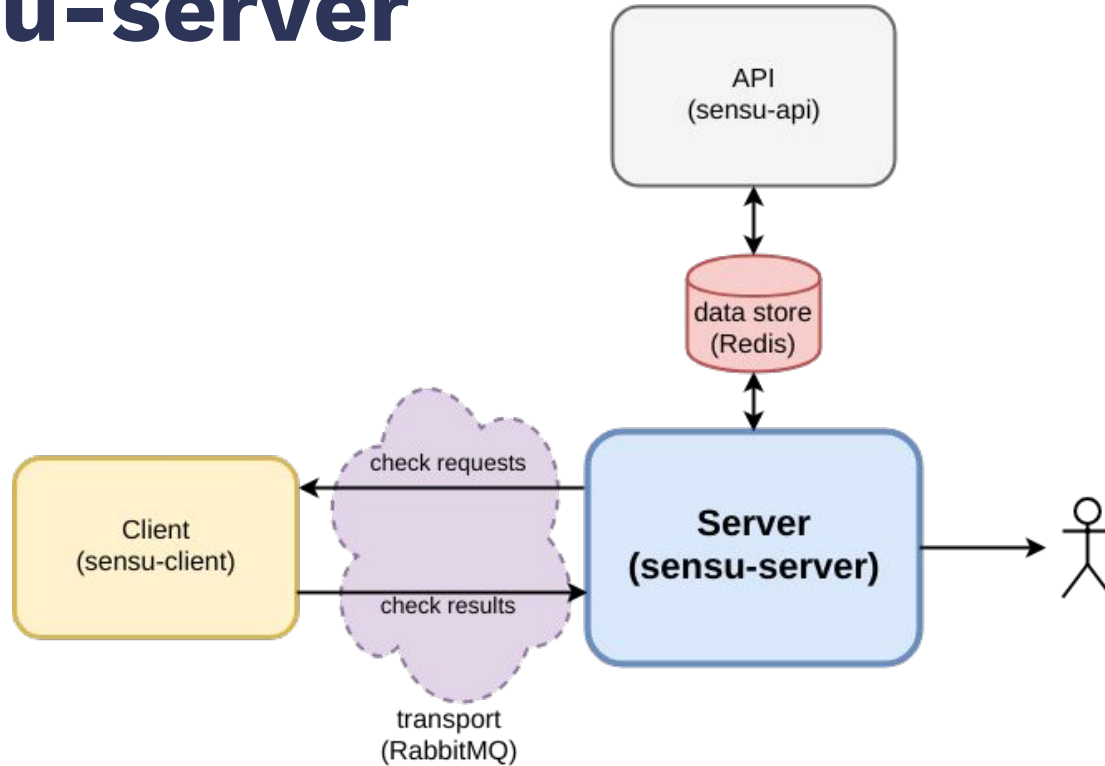 u-server
API
(sensu-api)
data store
(Redis)
check requests
Client
(sensu-client)
Server
(sensu-server)
check results
transport
(RabbitMQ)